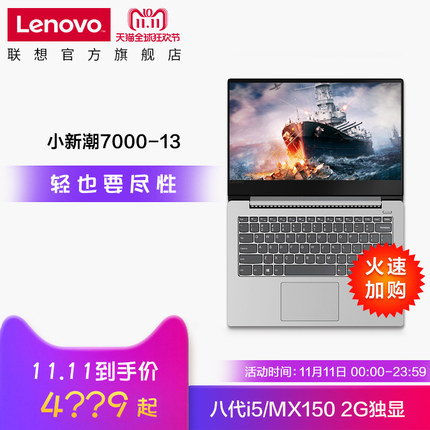 Lenovo
联想官方旗舰店
11.11
天猫全球狂欢节
小新潮7000-13
轻也要尽性
火速
加购
11.11到手价
4??9起
活动时间：11月11日 00:00-23:59
八代i5/MX150 2G独显